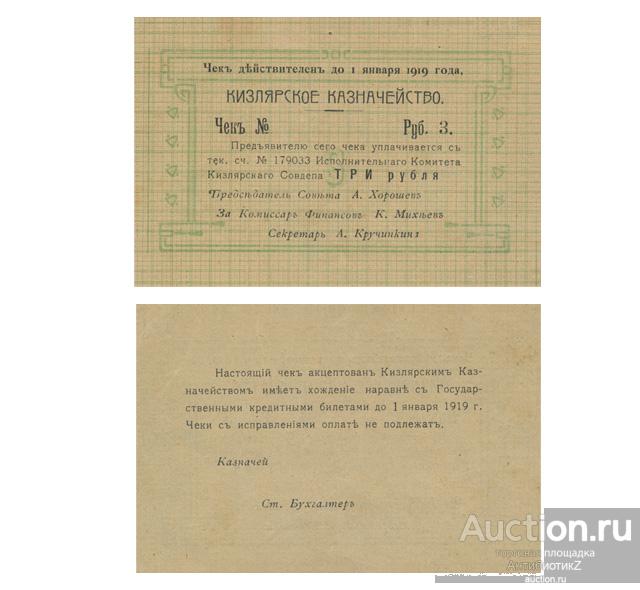 Чекъ дѣйствителенъ до 1 января 1919 года.
КИЗЛЯРСКОЕ КАЗНАЧЕЙСТВО.
Чекъ № Руб. 3.
Предъявителю сего чека уплачивается съ
тек. сч. № 179033 Исполнительнаго Комитета
Кизлярскаго Совдепа ТРИ рубля
Предсѣдатель Совѣта А. Хорошевъ
За Комиссаръ Финансовъ К. Михѣевъ
Секретарь А. Кручинкинъ
Настоящій чекъ акцептованъ Кизлярскимъ Каз-
начействомъ имѣетъ хожденіе наравнѣ съ Государ-
ственными кредитными билетами до 1 января 1919 г.
Чеки съ исправленіями оплатѣ не подлежатъ.
Казначей
Ст. Бухгалтеръ
Auction.ru
торговая площадка
АнтибиотикZ
auction.ru